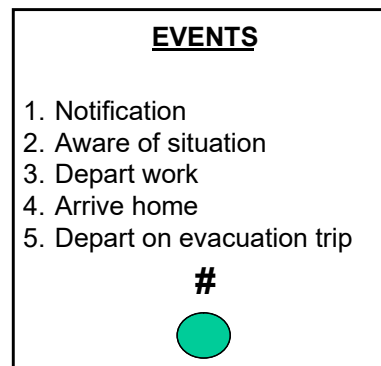 EVENTS
1. Notification
2. Aware of situation
3. Depart work
4. Arrive home
5. Depart on evacuation trip
#